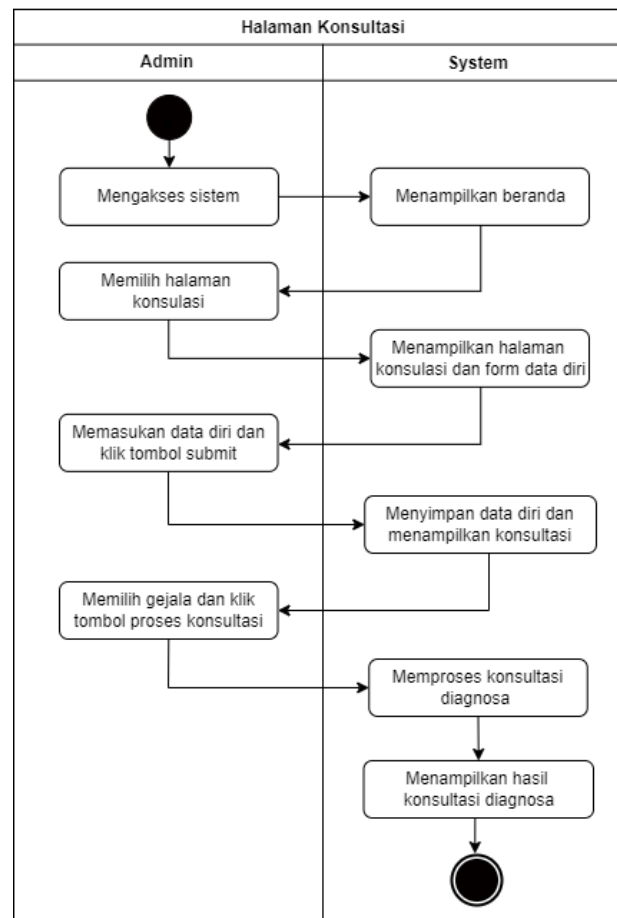 Halaman Konsultasi
Admin
System
Mengakses sistem
Menampilkan beranda
Memilih halaman
konsulasi
Menampilkan halaman
konsulasi dan form data diri
Memasukan data diri dan
klik tombol submit
Menyimpan data diri dan
menampilkan konsultasi
Memilih gejala dan klik
tombol proses konsultasi
Memproses konsultasi
diagnosa
Menampilkan hasil
konsultasi diagnosa